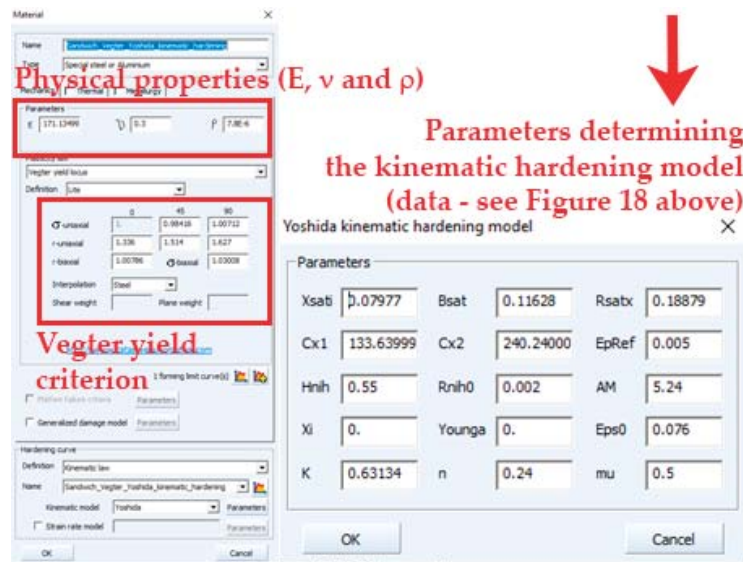 Material
Name Sandwich_Vegter_Yoshida_kinematic_hardening
Type Special steel or Aluminium
Mechanics Thermal Metallurgy
Physical properties (E, ν and ρ)
Parameters
E 171.13499 υ 0.3 ρ 7.8E-6
Vegter yield locus
Definition Lite
0 45 90
σ-uniaxial 1. 0.98416 1.00712
r-uniaxial 1.336 1.514 1.627
r-biaxial 1.00786 σ-biaxial 1.03008
Interpolation Steel
Shear weight Plane weight
Vegter yield
criterion
1 forming limit curve(s)
Parameters
Generalized damage model Parameters
Hardening curve
Definition Kinematic law
Name Sandwich_Vegter_Yoshida_kinematic_hardening
Kinematic model Yoshida Parameters
Strain rate model Parameters
OK Cancel
Parameters determining
the kinematic hardening model
(data - see Figure 18 above)
Yoshida kinematic hardening model
Parameters
Xsati 0.07977 Bsat 0.11628 Rsatx 0.18879
Cx1 133.63999 Cx2 240.24000 EpRef 0.005
Hnih 0.55 Rnih0 0.002 AM 5.24
Xi 0. Younga 0. Eps0 0.076
K 0.63134 n 0.24 mu 0.5
OK Cancel